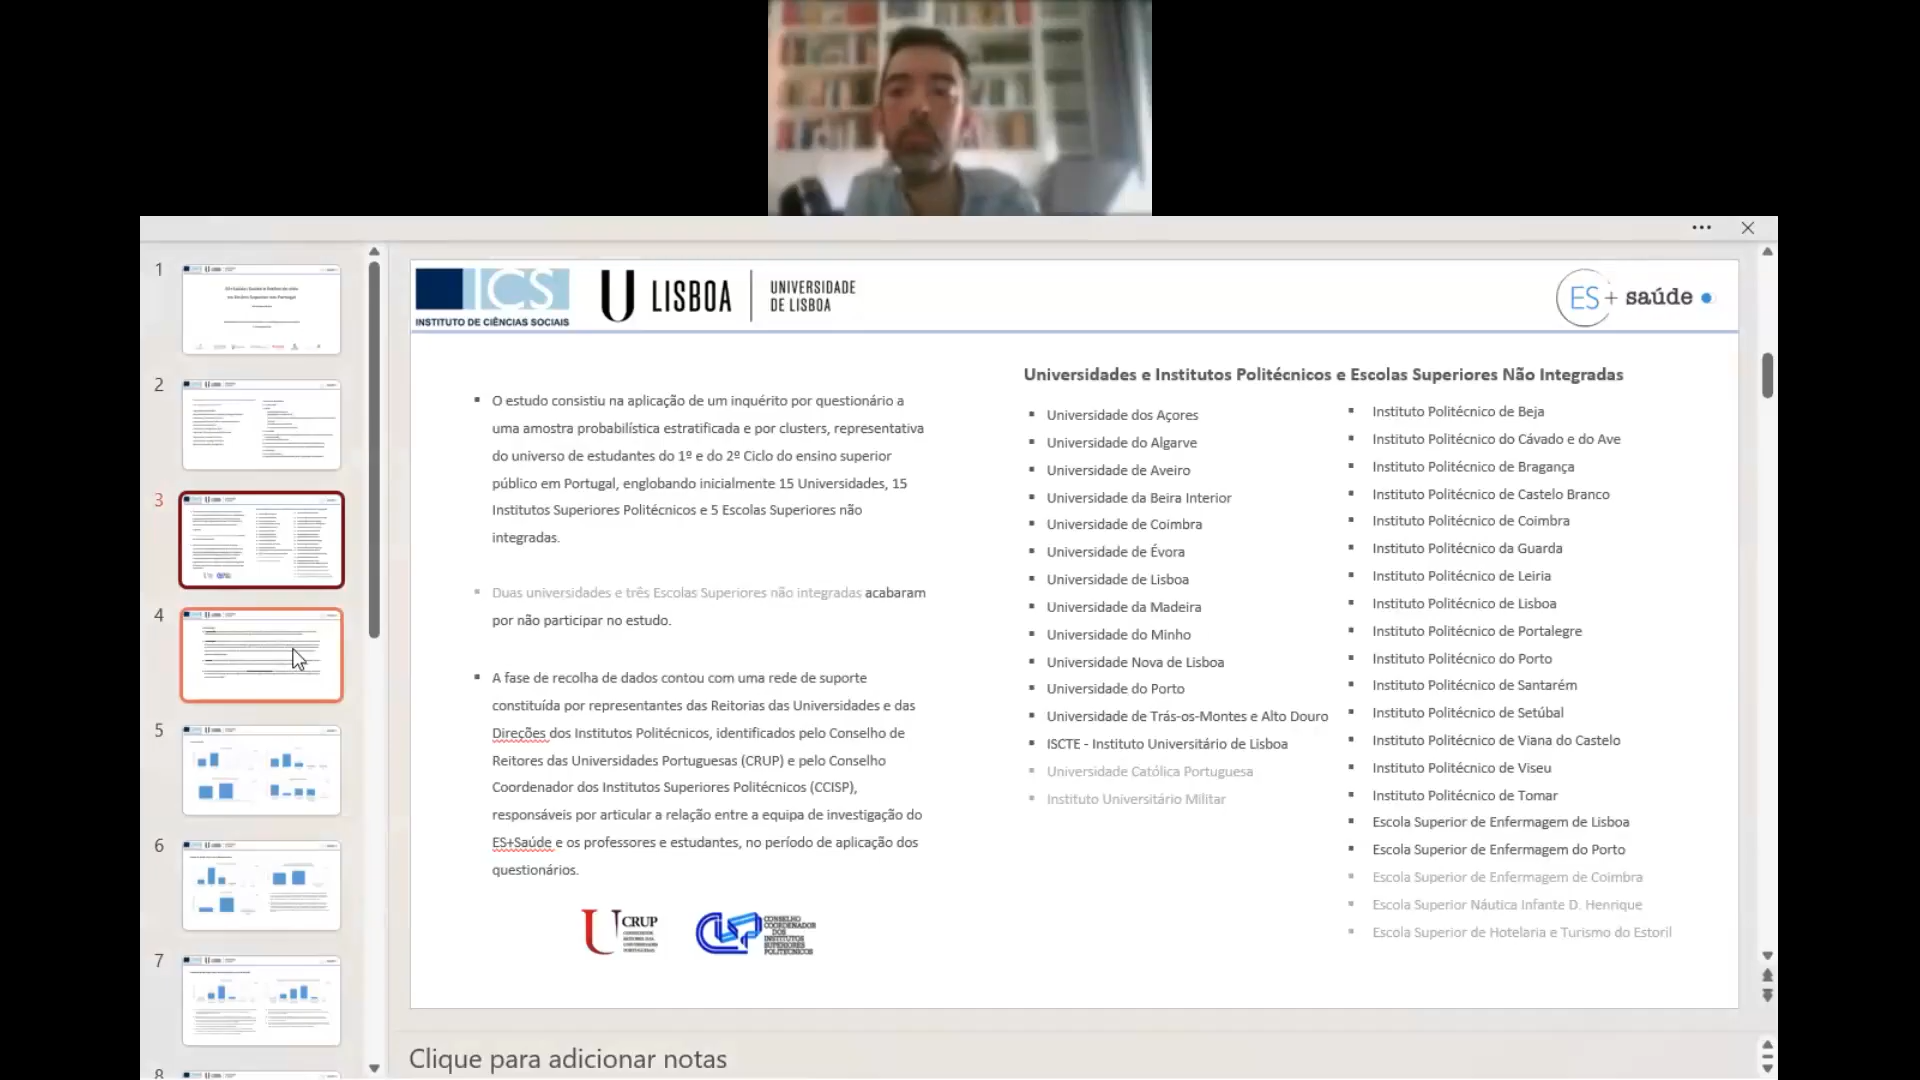 1
2
3
4
5
6
7
8
ICS
INSTITUTO DE CIÊNCIAS SOCIAIS
U LISBOA
UNIVERSIDADE
DE LISBOA
ES+ saúde
O estudo consistiu na aplicação de um inquérito por questionário a
uma amostra probabilística estratificada e por clusters, representativa
do universo de estudantes do 1º e do 2º Ciclo do ensino superior
público em Portugal, englobando inicialmente 15 Universidades, 15
Institutos Superiores Politécnicos e 5 Escolas Superiores não
integradas.
Duas universidades e três Escolas Superiores não integradas acabaram
por não participar no estudo.
A fase de recolha de dados contou com uma rede de suporte
constituída por representantes das Reitorias das Universidades e das
Direções dos Institutos Politécnicos, identificados pelo Conselho de
Reitores das Universidades Portuguesas (CRUP) e pelo Conselho
Coordenador dos Institutos Superiores Politécnicos (CCISP),
responsáveis por articular a relação entre a equipa de investigação do
ES+Saúde e os professores e estudantes, no período de aplicação dos
questionários.
CRUP
CONSELHO
COORDENADOR
DOS
INSTITUTOS
SUPERIORES
POLITÉCNICOS
Universidades e Institutos Politécnicos e Escolas Superiores Não Integradas
Universidade dos Açores
Universidade do Algarve
Universidade de Aveiro
Universidade da Beira Interior
Universidade de Coimbra
Universidade de Évora
Universidade de Lisboa
Universidade da Madeira
Universidade do Minho
Universidade Nova de Lisboa
Universidade do Porto
Universidade de Trás-os-Montes e Alto Douro
ISCTE - Instituto Universitário de Lisboa
Universidade Católica Portuguesa
Instituto Universitário Militar
Instituto Politécnico de Beja
Instituto Politécnico do Cávado e do Ave
Instituto Politécnico de Bragança
Instituto Politécnico de Castelo Branco
Instituto Politécnico de Coimbra
Instituto Politécnico da Guarda
Instituto Politécnico de Leiria
Instituto Politécnico de Lisboa
Instituto Politécnico de Portalegre
Instituto Politécnico do Porto
Instituto Politécnico de Santarém
Instituto Politécnico de Setúbal
Instituto Politécnico de Viana do Castelo
Instituto Politécnico de Viseu
Instituto Politécnico de Tomar
Escola Superior de Enfermagem de Lisboa
Escola Superior de Enfermagem do Porto
Escola Superior de Enfermagem de Coimbra
Escola Superior Náutica Infante D. Henrique
Escola Superior de Hotelaria e Turismo do Estoril
Clique para adicionar notas